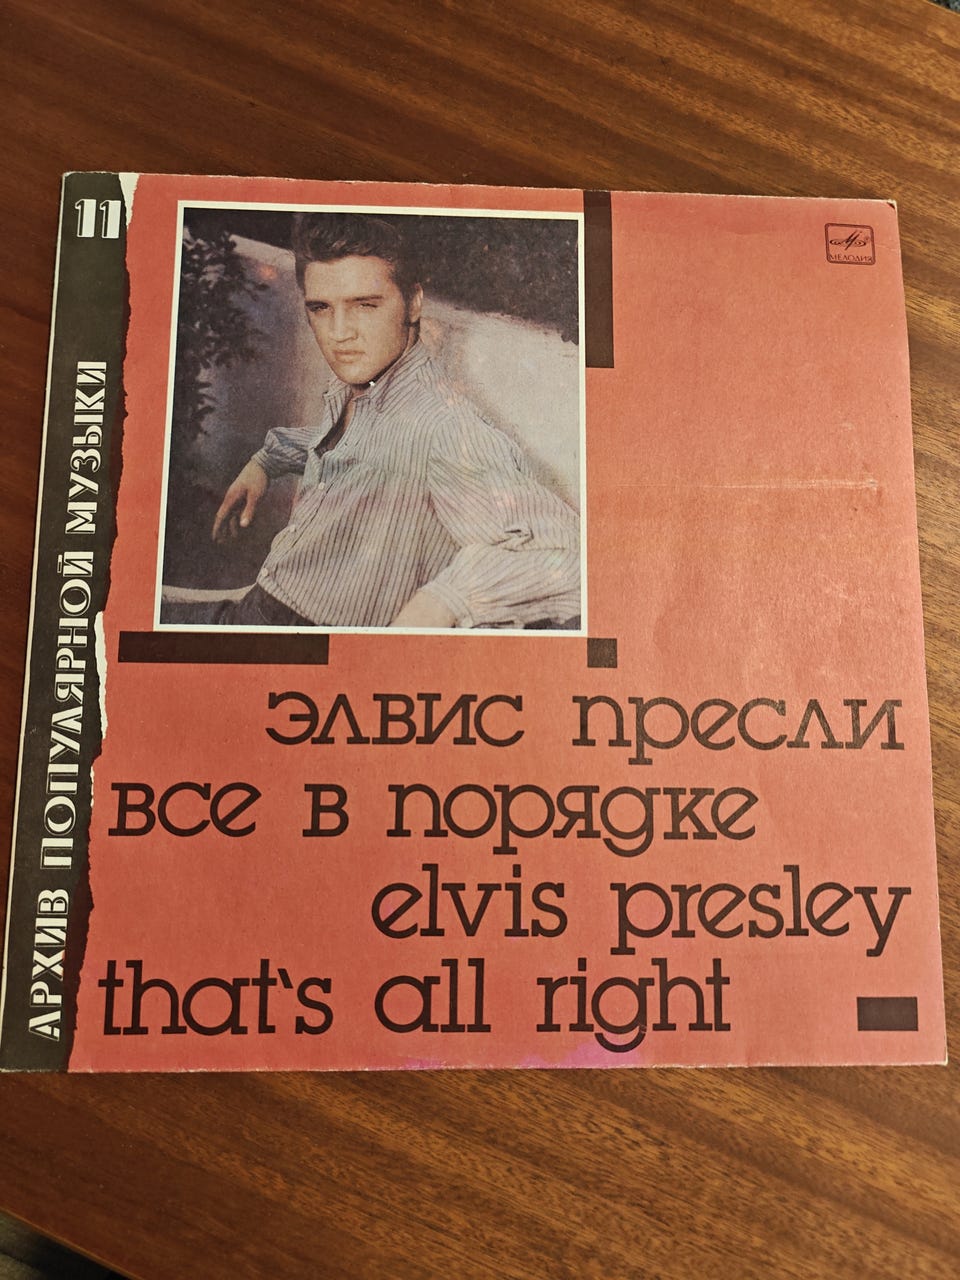 11
АРХИВ ПОПУЛЯРНОЙ МУЗЫКИ
МЕЛОДИЯ
элвис пресли
все в порядке
elvis presley
that's all right